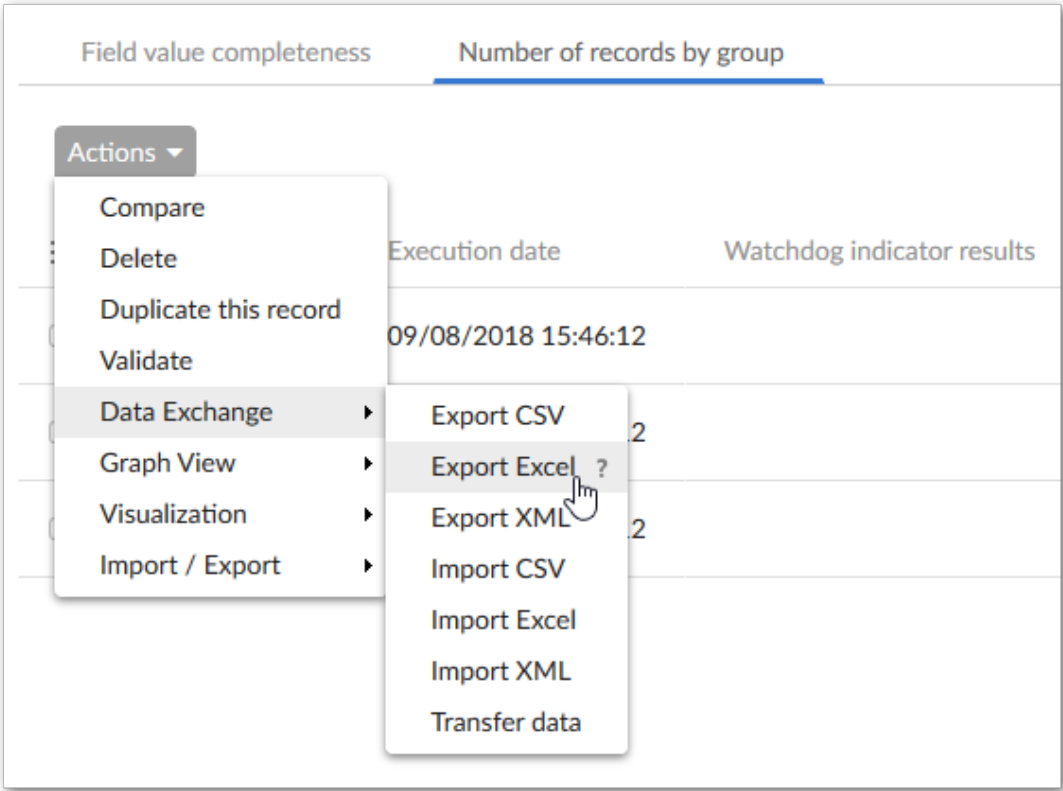 Field value completeness
Number of records by group
Actions
Compare
Delete
Duplicate this record
Validate
Data Exchange
Graph View
Visualization
Import / Export
Execution date
Watchdog indicator results
09/08/2018 15:46:12
2
2
Export CSV
Export Excel ?
Export XML
Import CSV
Import Excel
Import XML
Transfer data